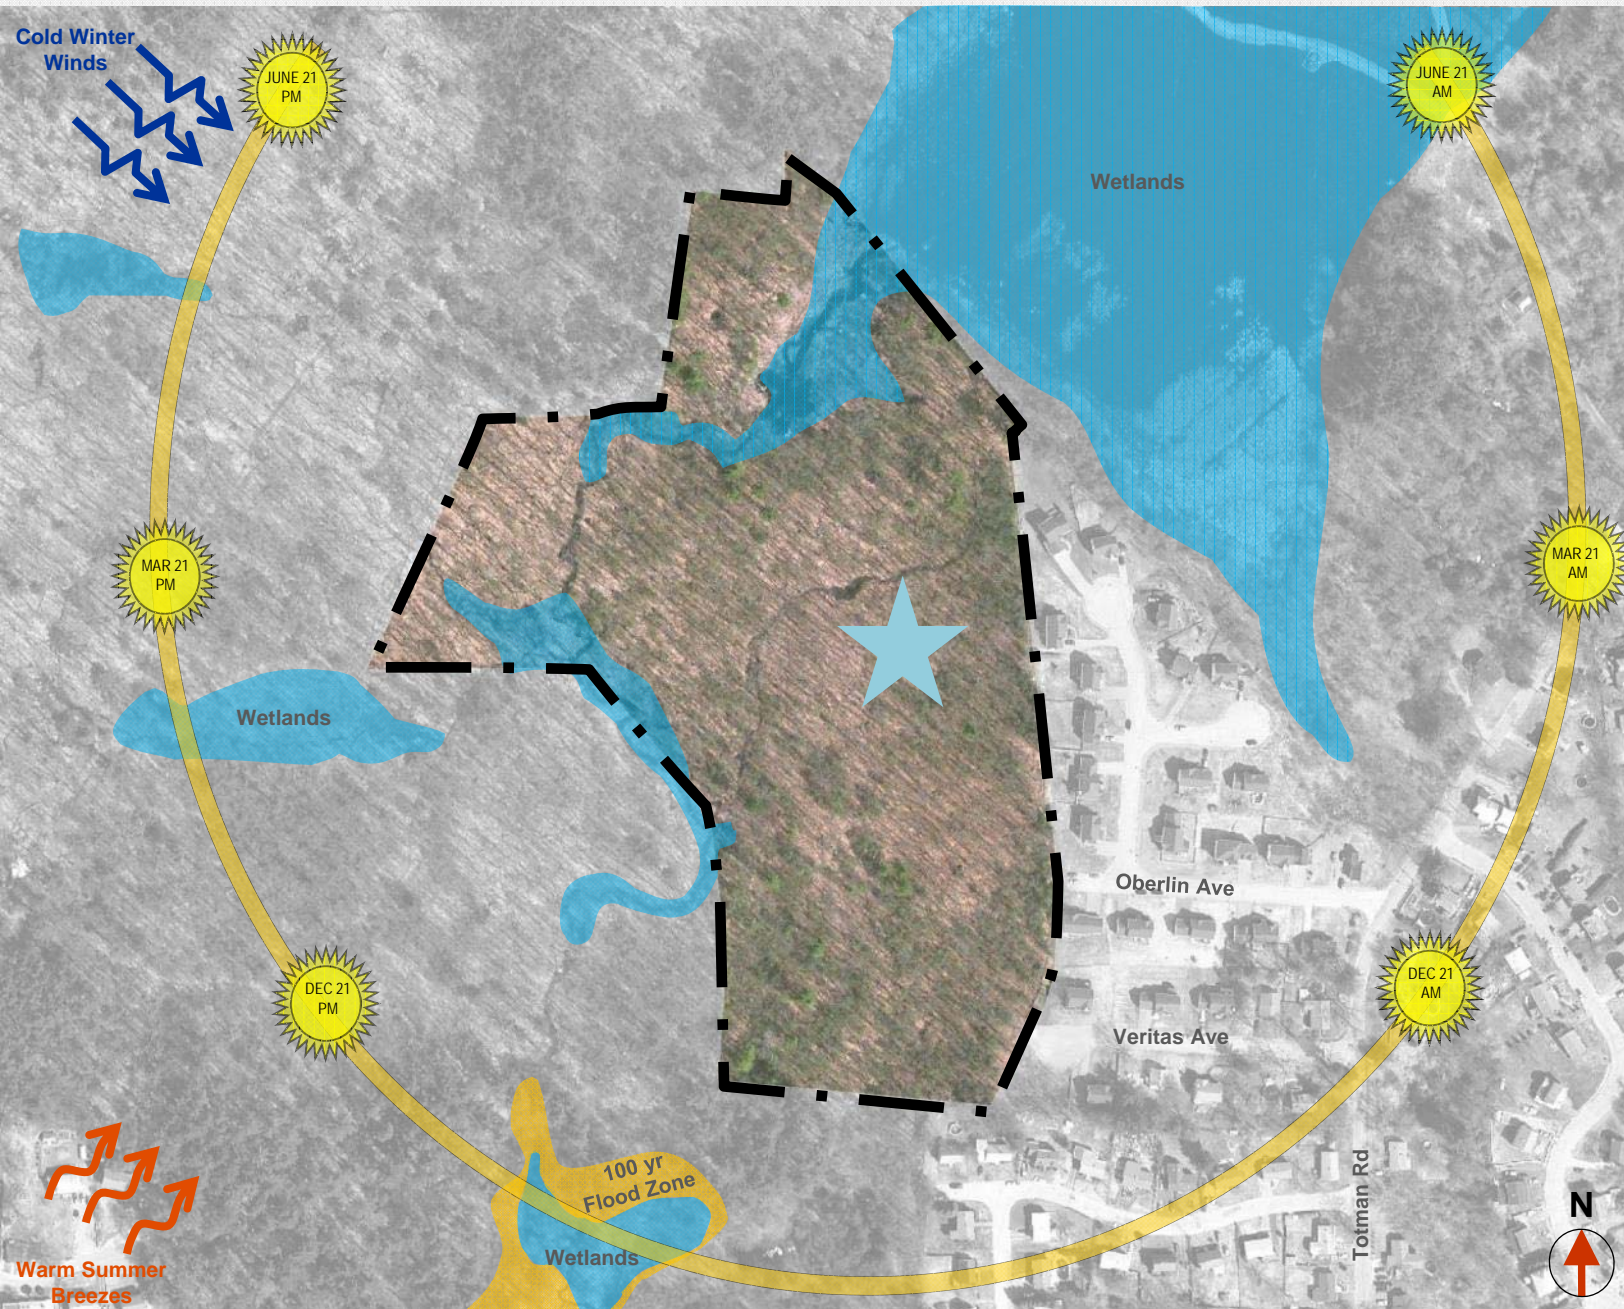 Cold Winter
Winds
JUNE 21
PM
JUNE 21
AM
Wetlands
MAR 21
PM
MAR 21
AM
Wetlands
Oberlin Ave
DEC 21
PM
DEC 21
AM
Veritas Ave
100 yr
Flood Zone
Totman Rd
N
Wetlands
Warm Summer
Breezes